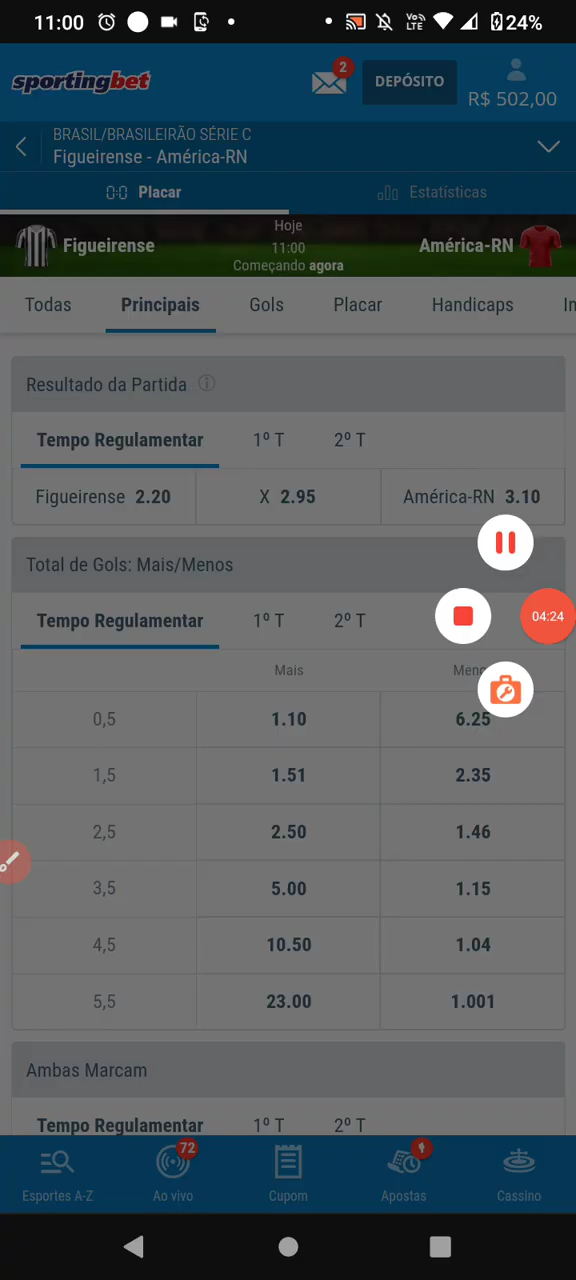 11:00 Vo) LTE 24%
sportingbet 2 DEPÓSITO R$ 502,00
BRASIL/BRASILEIRÃO SÉRIE C
Figueirense - América-RN
0:0 Placar Estatísticas
Figueirense Hoje América-RN
11:00
Começando agora
Todas Principais Gols Placar Handicaps In
Resultado da Partida
Tempo Regulamentar 1º T 2º T
Figueirense 2.20 X 2.95 América-RN 3.10
Total de Gols: Mais/Menos
Tempo Regulamentar 1º T 2º T 04:24
Mais Meno
0,5 1.10 6.25
1,5 1.51 2.35
2,5 2.50 1.46
3,5 5.00 1.15
4,5 10.50 1.04
5,5 23.00 1.001
Ambas Marcam
Tempo Regulamentar 1º T 2º T
72
Esportes A-Z Ao vivo Cupom Apostas Cassino